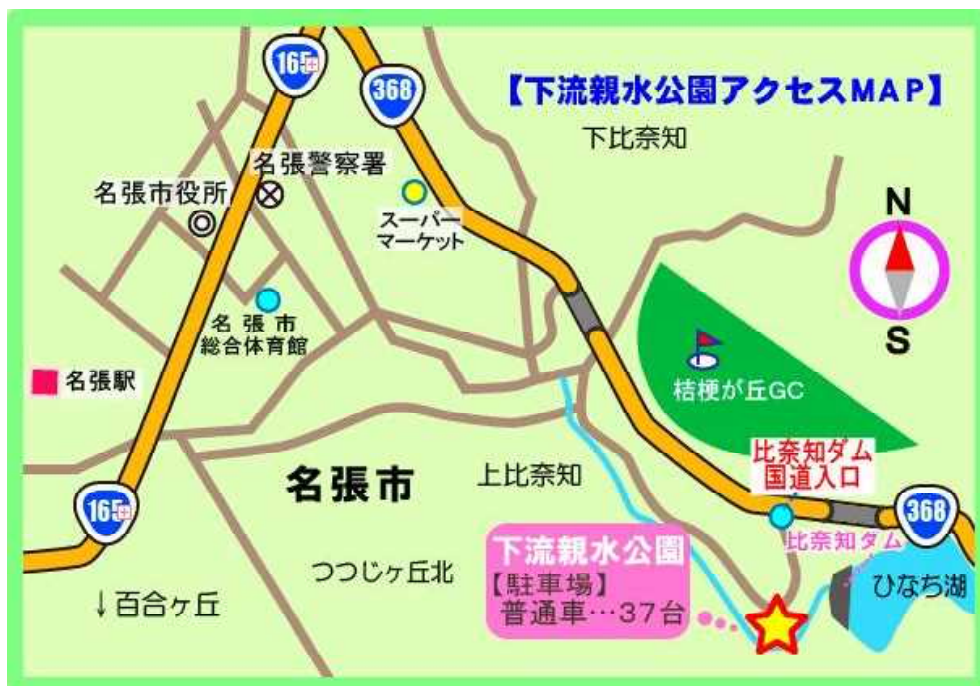 165
368
【下流親水公園アクセスMAP】
下比奈知
名張警察署
名張市役所
スーパー
マーケット
N
S
名張市
総合体育館
名張駅
桔梗が丘GC
比奈知ダム
国道入口
名張市
上比奈知
165
368
下流親水公園
【駐車場】
普通車…37台
比奈知ダム
ひなち湖
つつじヶ丘北
↓百合ヶ丘